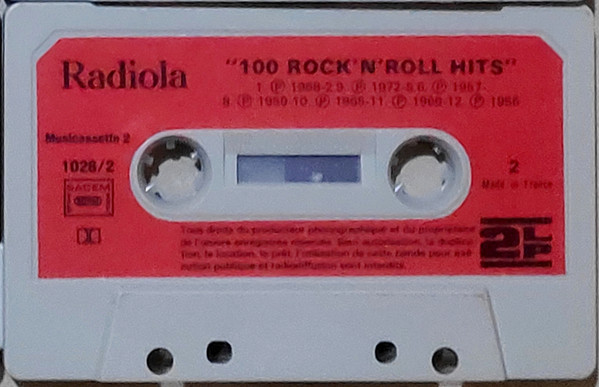 Radiola
"100 ROCK'N'ROLL HITS"
1. Ⓟ 1968-2.9. Ⓟ 1972-5.6. Ⓟ 1957-
8. Ⓟ 1959-10. Ⓟ 1965-11. Ⓟ 1966-12. Ⓟ 1956
Musicassette 2
1026/2
SACEM
2
Made in France
Tous droits du producteur phonographique et du propriétaire
de l'œuvre enregistrée réservés. Sauf autorisation, la duplica-
tion, la location, le prêt, l'utilisation de cette bande pour exé-
cution publique et radiodiffusion sont interdits.
2LP